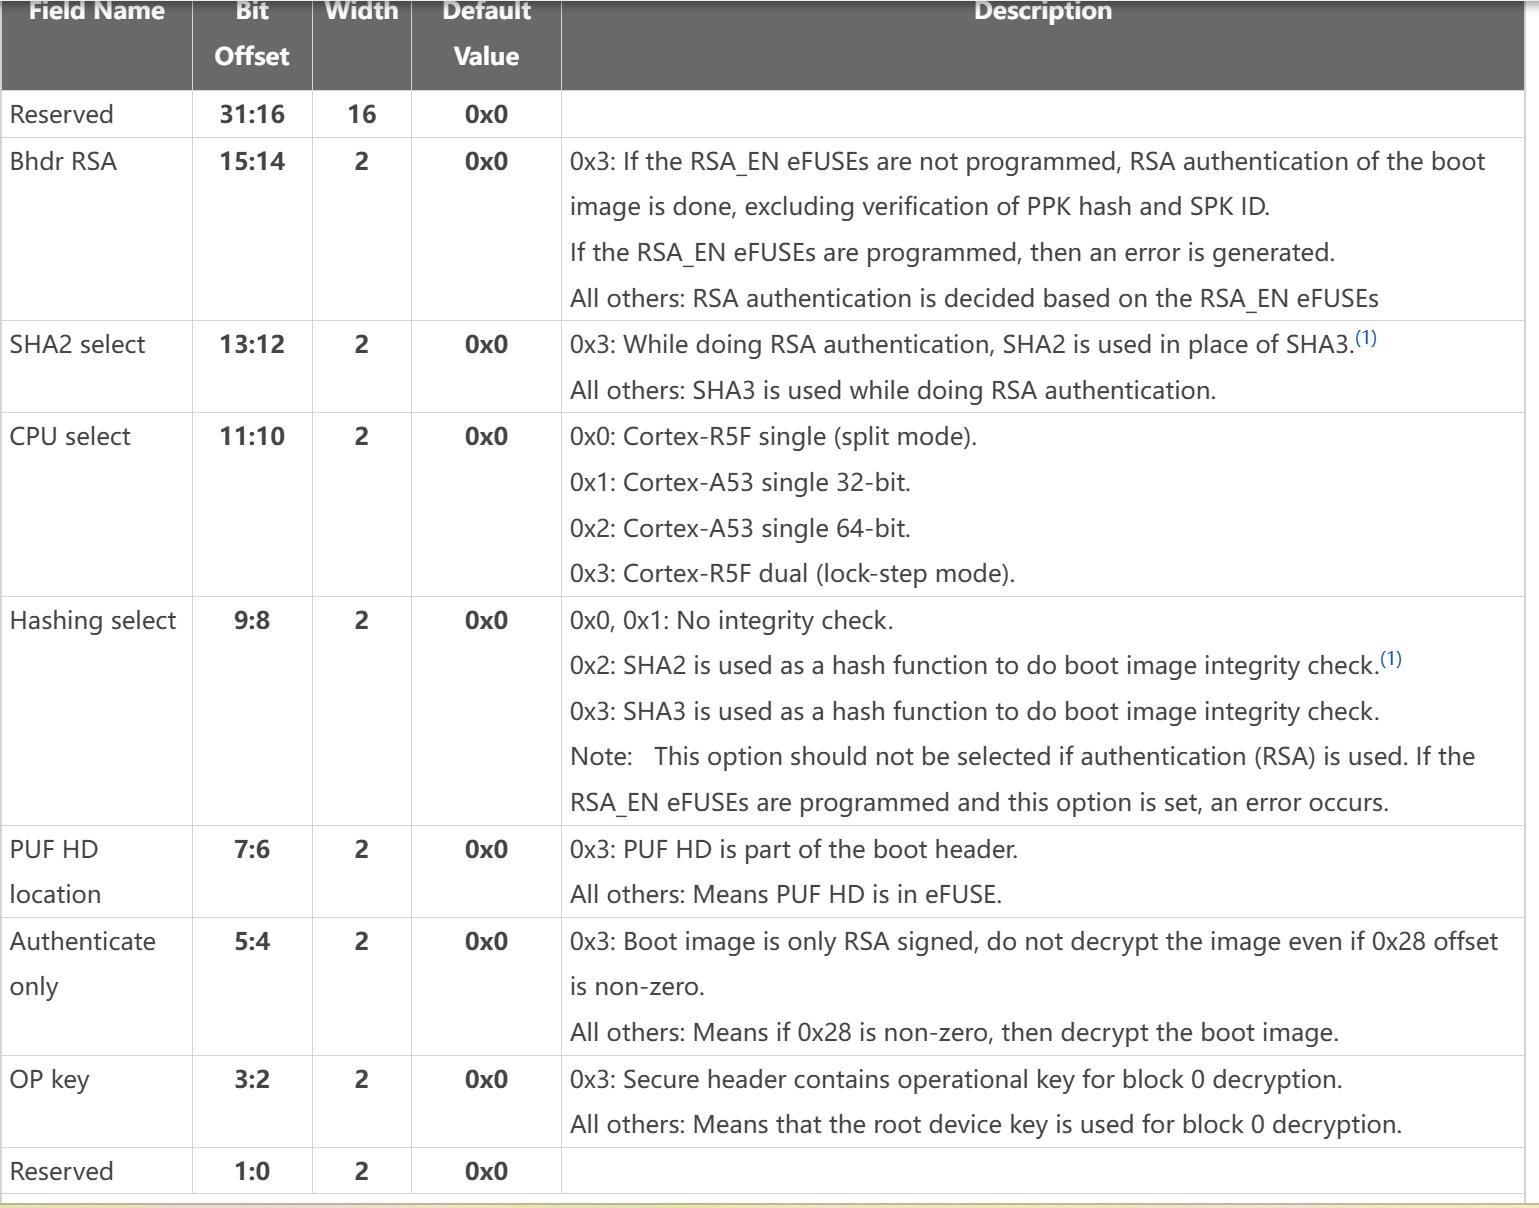 Field Name Bit Offset Width Default Value Description
Reserved 31:16 16 0x0
Bhdr RSA 15:14 2 0x0 0x3: If the RSA_EN eFUSEs are not programmed, RSA authentication of the boot
image is done, excluding verification of PPK hash and SPK ID.
If the RSA_EN eFUSEs are programmed, then an error is generated.
All others: RSA authentication is decided based on the RSA_EN eFUSEs
SHA2 select 13:12 2 0x0 0x3: While doing RSA authentication, SHA2 is used in place of SHA3.(1)
All others: SHA3 is used while doing RSA authentication.
CPU select 11:10 2 0x0 0x0: Cortex-R5F single (split mode).
0x1: Cortex-A53 single 32-bit.
0x2: Cortex-A53 single 64-bit.
0x3: Cortex-R5F dual (lock-step mode).
Hashing select 9:8 2 0x0 0x0, 0x1: No integrity check.
0x2: SHA2 is used as a hash function to do boot image integrity check.(1)
0x3: SHA3 is used as a hash function to do boot image integrity check.
Note: This option should not be selected if authentication (RSA) is used. If the
RSA_EN eFUSEs are programmed and this option is set, an error occurs.
PUF HD location 7:6 2 0x0 0x3: PUF HD is part of the boot header.
All others: Means PUF HD is in eFUSE.
Authenticate only 5:4 2 0x0 0x3: Boot image is only RSA signed, do not decrypt the image even if 0x28 offset
is non-zero.
All others: Means if 0x28 is non-zero, then decrypt the boot image.
OP key 3:2 2 0x0 0x3: Secure header contains operational key for block 0 decryption.
All others: Means that the root device key is used for block 0 decryption.
Reserved 1:0 2 0x0